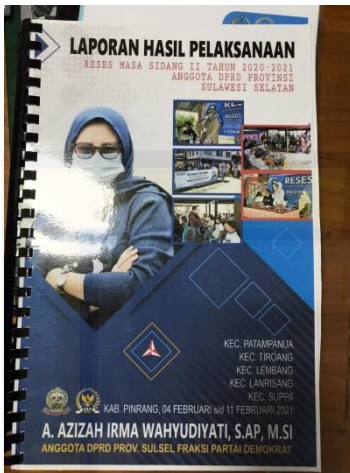 LAPORAN HASIL PELAKSANAAN
RESES MASA SIDANG II TAHUN 2020-2021
ANGGOTA DPRD PROVINSI
SULAWESI SELATAN
RESES
KEC. PATAMPANUA
KEC. TIROANG
KEC. LEMBANG
KEC. LANRISANG
KEC. SUPPA
KAB. PINRANG, 04 FEBRUARI s/d 11 FEBRUARI 2021
A. AZIZAH IRMA WAHYUDIYATI, S.AP, M.SI
ANGGOTA DPRD PROV. SULSEL FRAKSI PARTAI DEMOKRAT